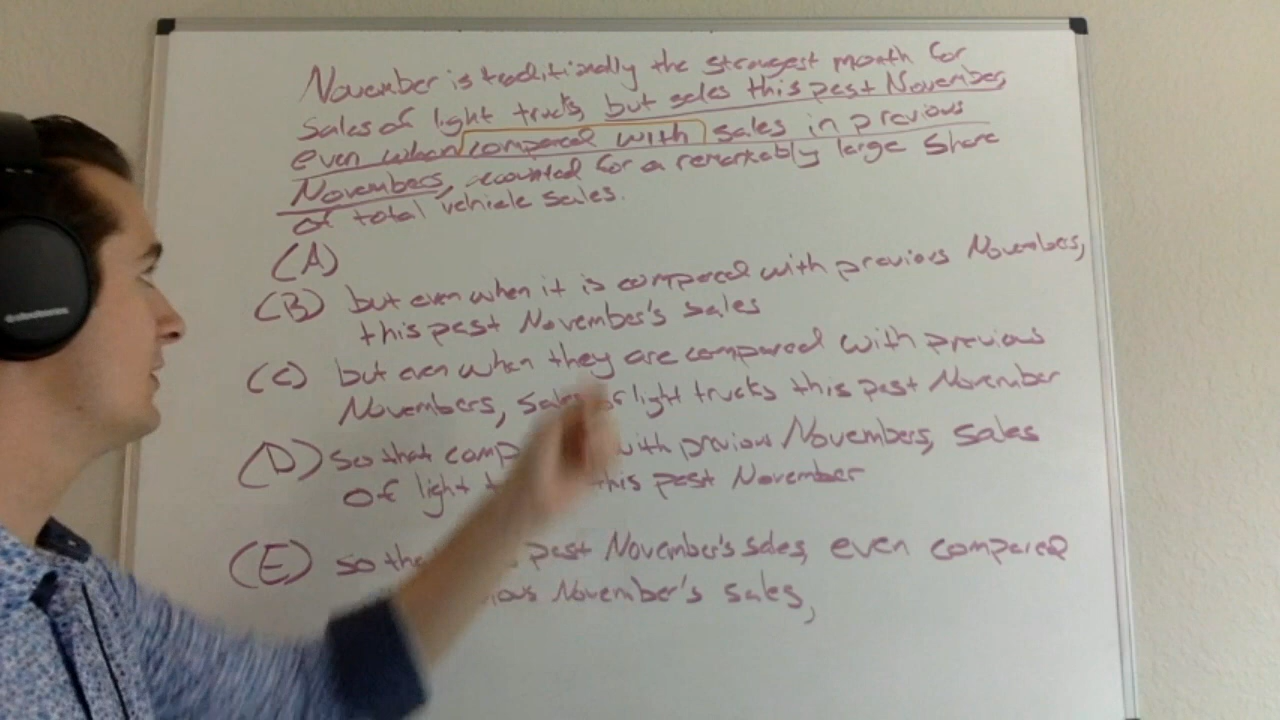 November is traditionally the strongest month for
sales of light trucks, but sales this past November,
even when compared with sales in previous
Novembers, accounted for a remarkably large share
of total vehicle sales.
(A)
(B) but even when it is compared with previous Novembers,
this past November's sales
(C) but even when they are compared with previous
Novembers, sales of light trucks this past November
(D) so that with previous Novembers, sales
of light this past November
(E) so past November's sales, even compared
November's sales,